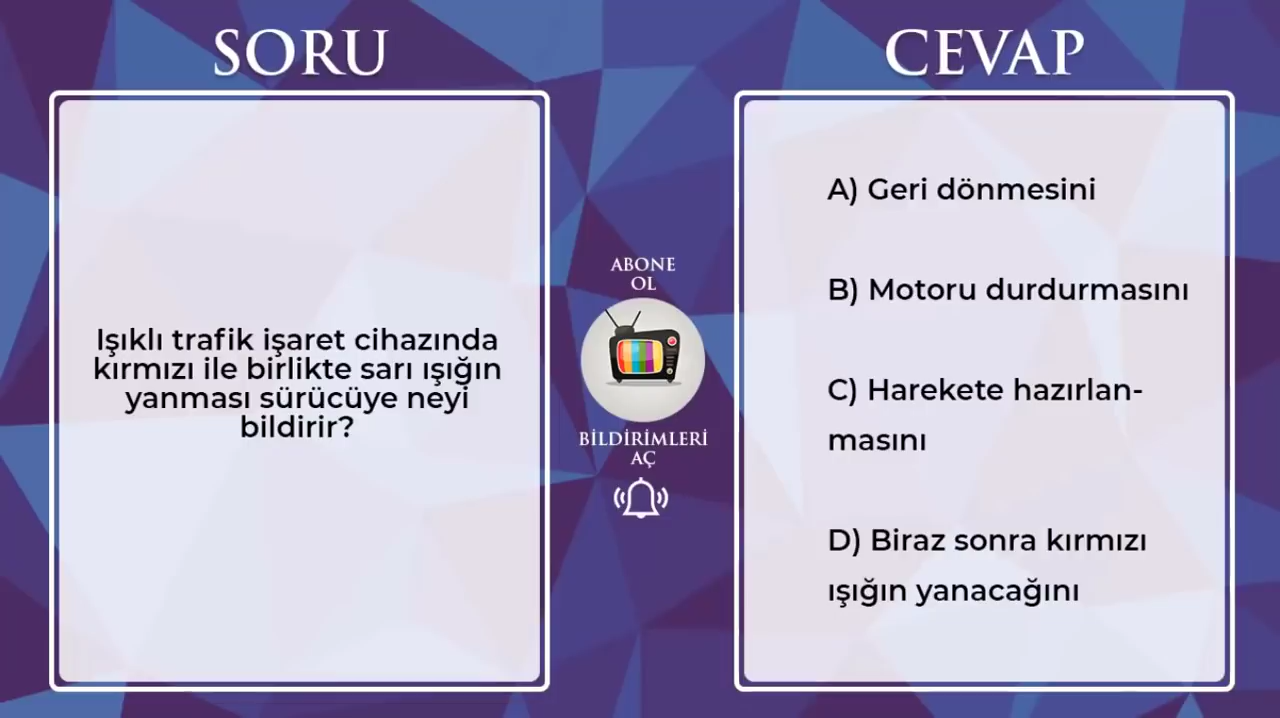 SORU
Işıklı trafik işaret cihazında
kırmızı ile birlikte sarı ışığın
yanması sürücüye neyi
bildirir?
ABONE
OL
BİLDİRİMLERİ
AÇ
CEVAP
A) Geri dönmesini
B) Motoru durdurmasını
C) Harekete hazırlan-
masını
D) Biraz sonra kırmızı
ışığın yanacağını